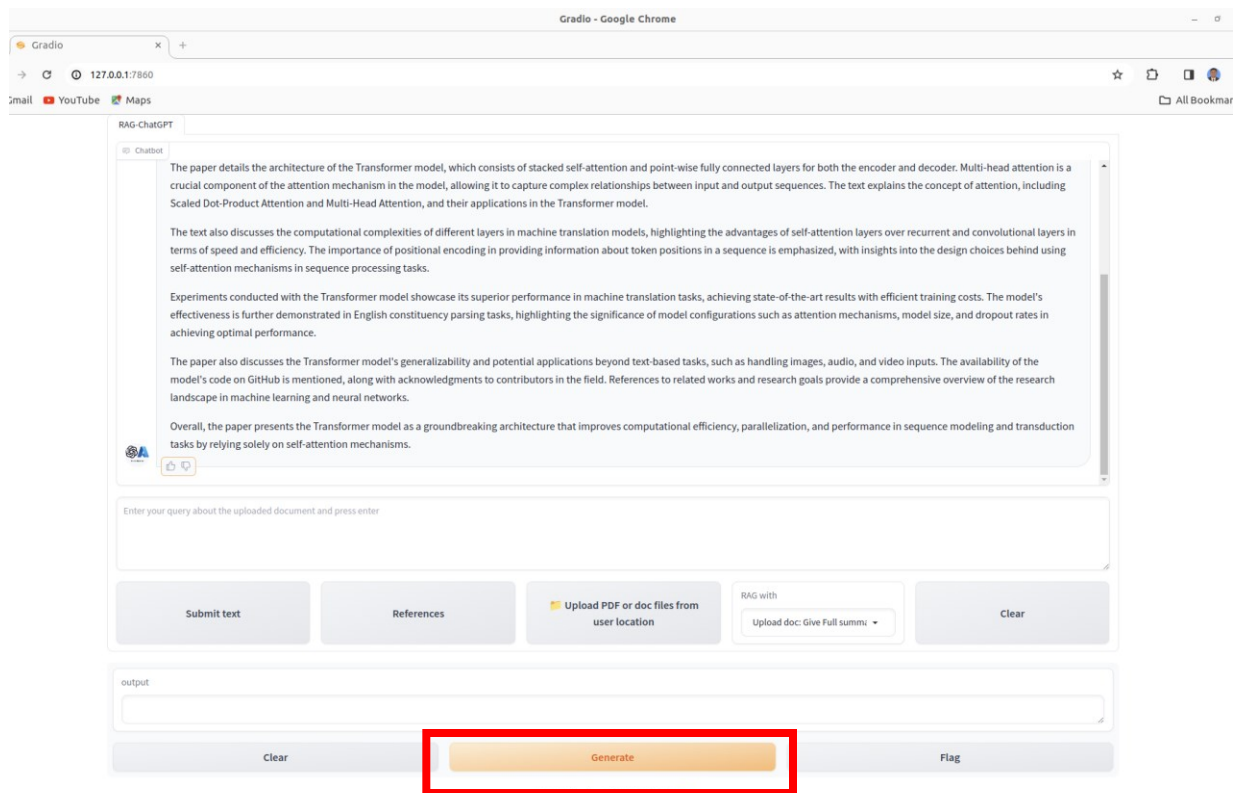 Gradio - Google Chrome
Gradio
127.0.0.1:7860
YouTube
Maps
All Bookmar
RAG-ChatGPT
Chatbot
The paper details the architecture of the Transformer model, which consists of stacked self-attention and point-wise fully connected layers for both the encoder and decoder. Multi-head attention is a
crucial component of the attention mechanism in the model, allowing it to capture complex relationships between input and output sequences. The text explains the concept of attention, including
Scaled Dot-Product Attention and Multi-Head Attention, and their applications in the Transformer model.
The text also discusses the computational complexities of different layers in machine translation models, highlighting the advantages of self-attention layers over recurrent and convolutional layers in
terms of speed and efficiency. The importance of positional encoding in providing information about token positions in a sequence is emphasized, with insights into the design choices behind using
self-attention mechanisms in sequence processing tasks.
Experiments conducted with the Transformer model showcase its superior performance in machine translation tasks, achieving state-of-the-art results with efficient training costs. The model's
effectiveness is further demonstrated in English constituency parsing tasks, highlighting the significance of model configurations such as attention mechanisms, model size, and dropout rates in
achieving optimal performance.
The paper also discusses the Transformer model's generalizability and potential applications beyond text-based tasks, such as handling images, audio, and video inputs. The availability of the
model's code on GitHub is mentioned, along with acknowledgments to contributors in the field. References to related works and research goals provide a comprehensive overview of the research
landscape in machine learning and neural networks.
Overall, the paper presents the Transformer model as a groundbreaking architecture that improves computational efficiency, parallelization, and performance in sequence modeling and transduction
tasks by relying solely on self-attention mechanisms.
Enter your query about the uploaded document and press enter
Submit text
References
Upload PDF or doc files from
user location
RAG with
Upload doc: Give Full summ
Clear
output
Clear
Generate
Flag